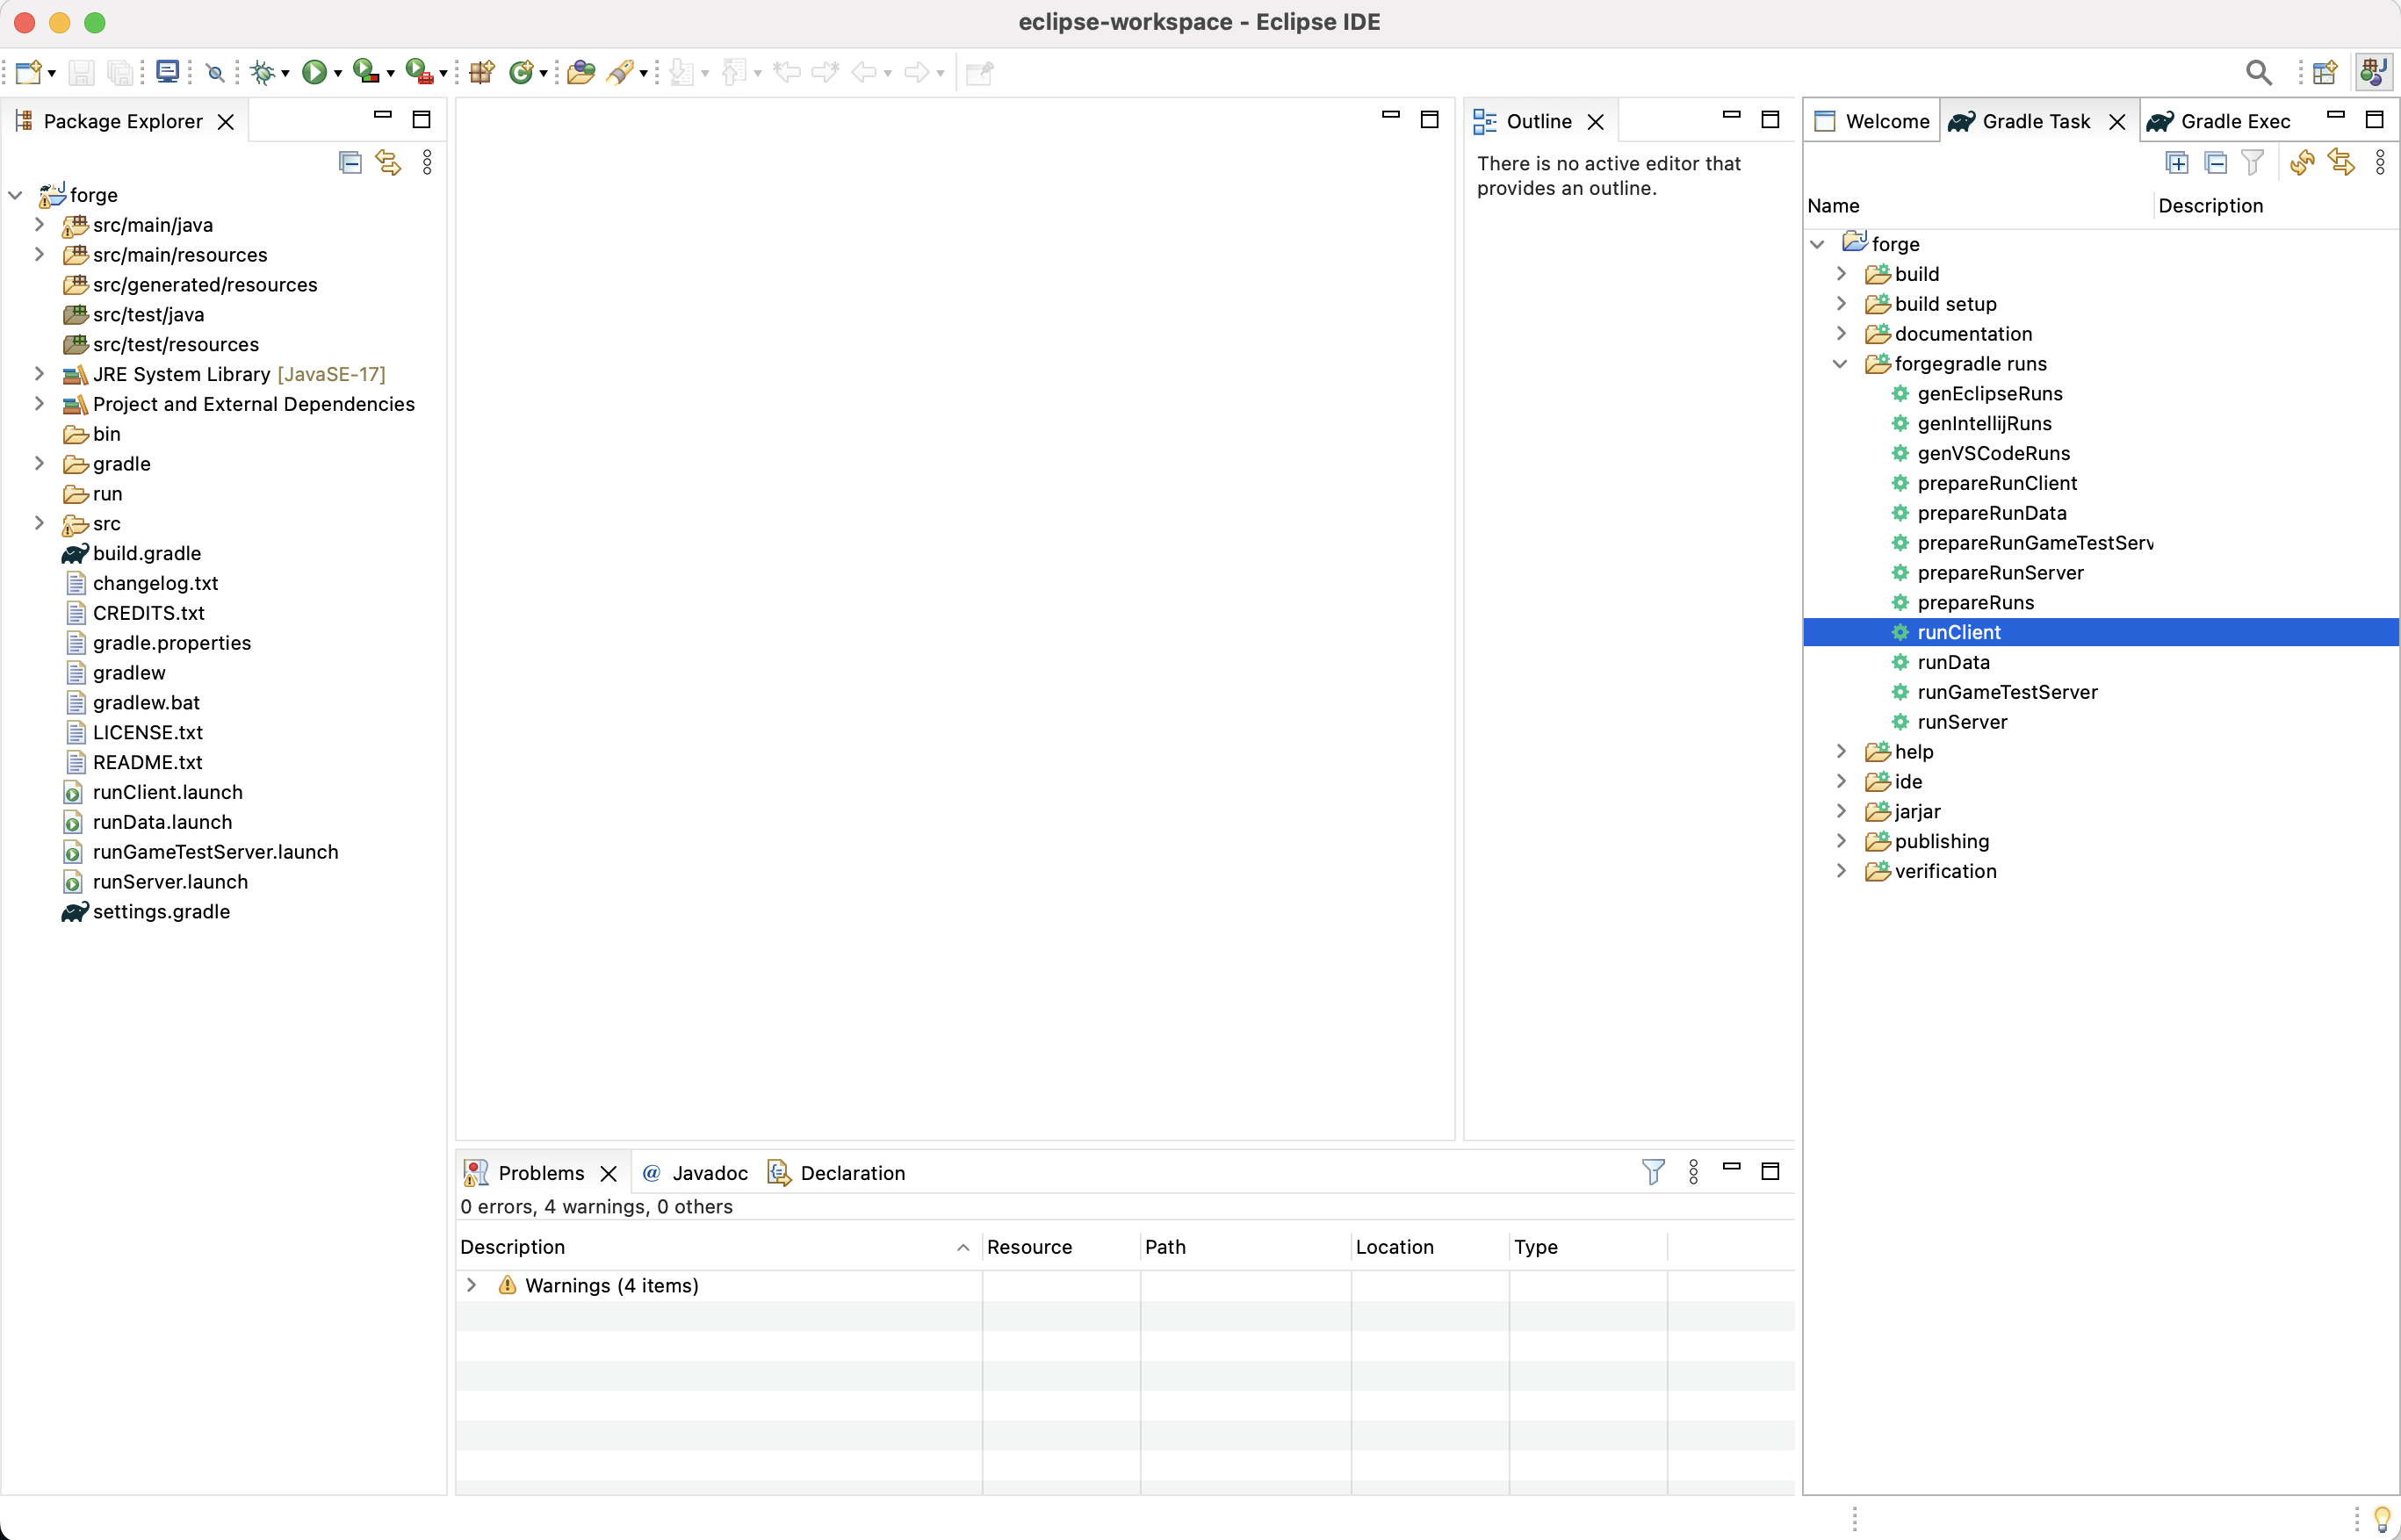 eclipse-workspace - Eclipse IDE
Package Explorer
forge
src/main/java
src/main/resources
src/generated/resources
src/test/java
src/test/resources
JRE System Library [JavaSE-17]
Project and External Dependencies
bin
gradle
run
src
build.gradle
changelog.txt
CREDITS.txt
gradle.properties
gradlew
gradlew.bat
LICENSE.txt
README.txt
runClient.launch
runData.launch
runGameTestServer.launch
runServer.launch
settings.gradle
Outline
There is no active editor that
provides an outline.
Welcome Gradle Task Gradle Exec
Name Description
forge
build
build setup
documentation
forgegradle runs
genEclipseRuns
genIntellijRuns
genVSCodeRuns
prepareRunClient
prepareRunData
prepareRunGameTestServ
prepareRunServer
prepareRuns
runClient
runData
runGameTestServer
runServer
help
ide
jarjar
publishing
verification
Problems @ Javadoc Declaration
0 errors, 4 warnings, 0 others
Description Resource Path Location Type
Warnings (4 items)